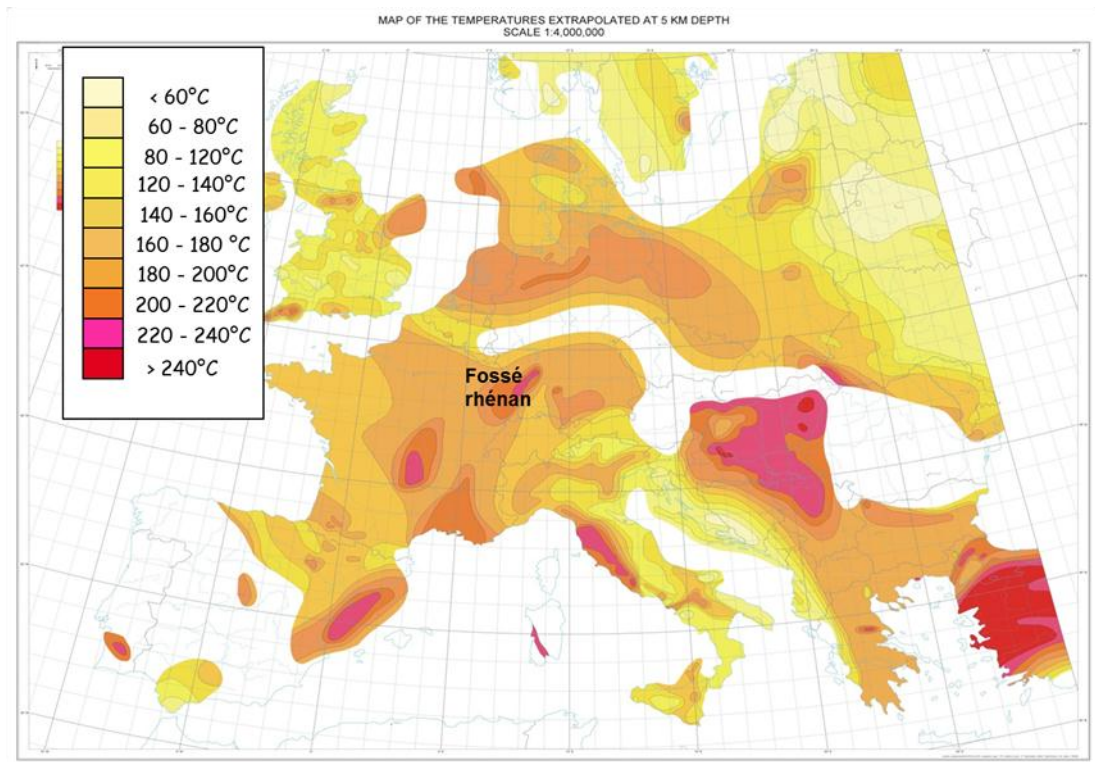 MAP OF THE TEMPERATURES EXTRAPOLATED AT 5 KM DEPTH
SCALE 1:4,000,000
< 60°C
60 - 80°C
80 - 120°C
120 - 140°C
140 - 160°C
160 - 180 °C
180 - 200°C
200 - 220°C
220 - 240°C
> 240°C
Fossé
rhénan